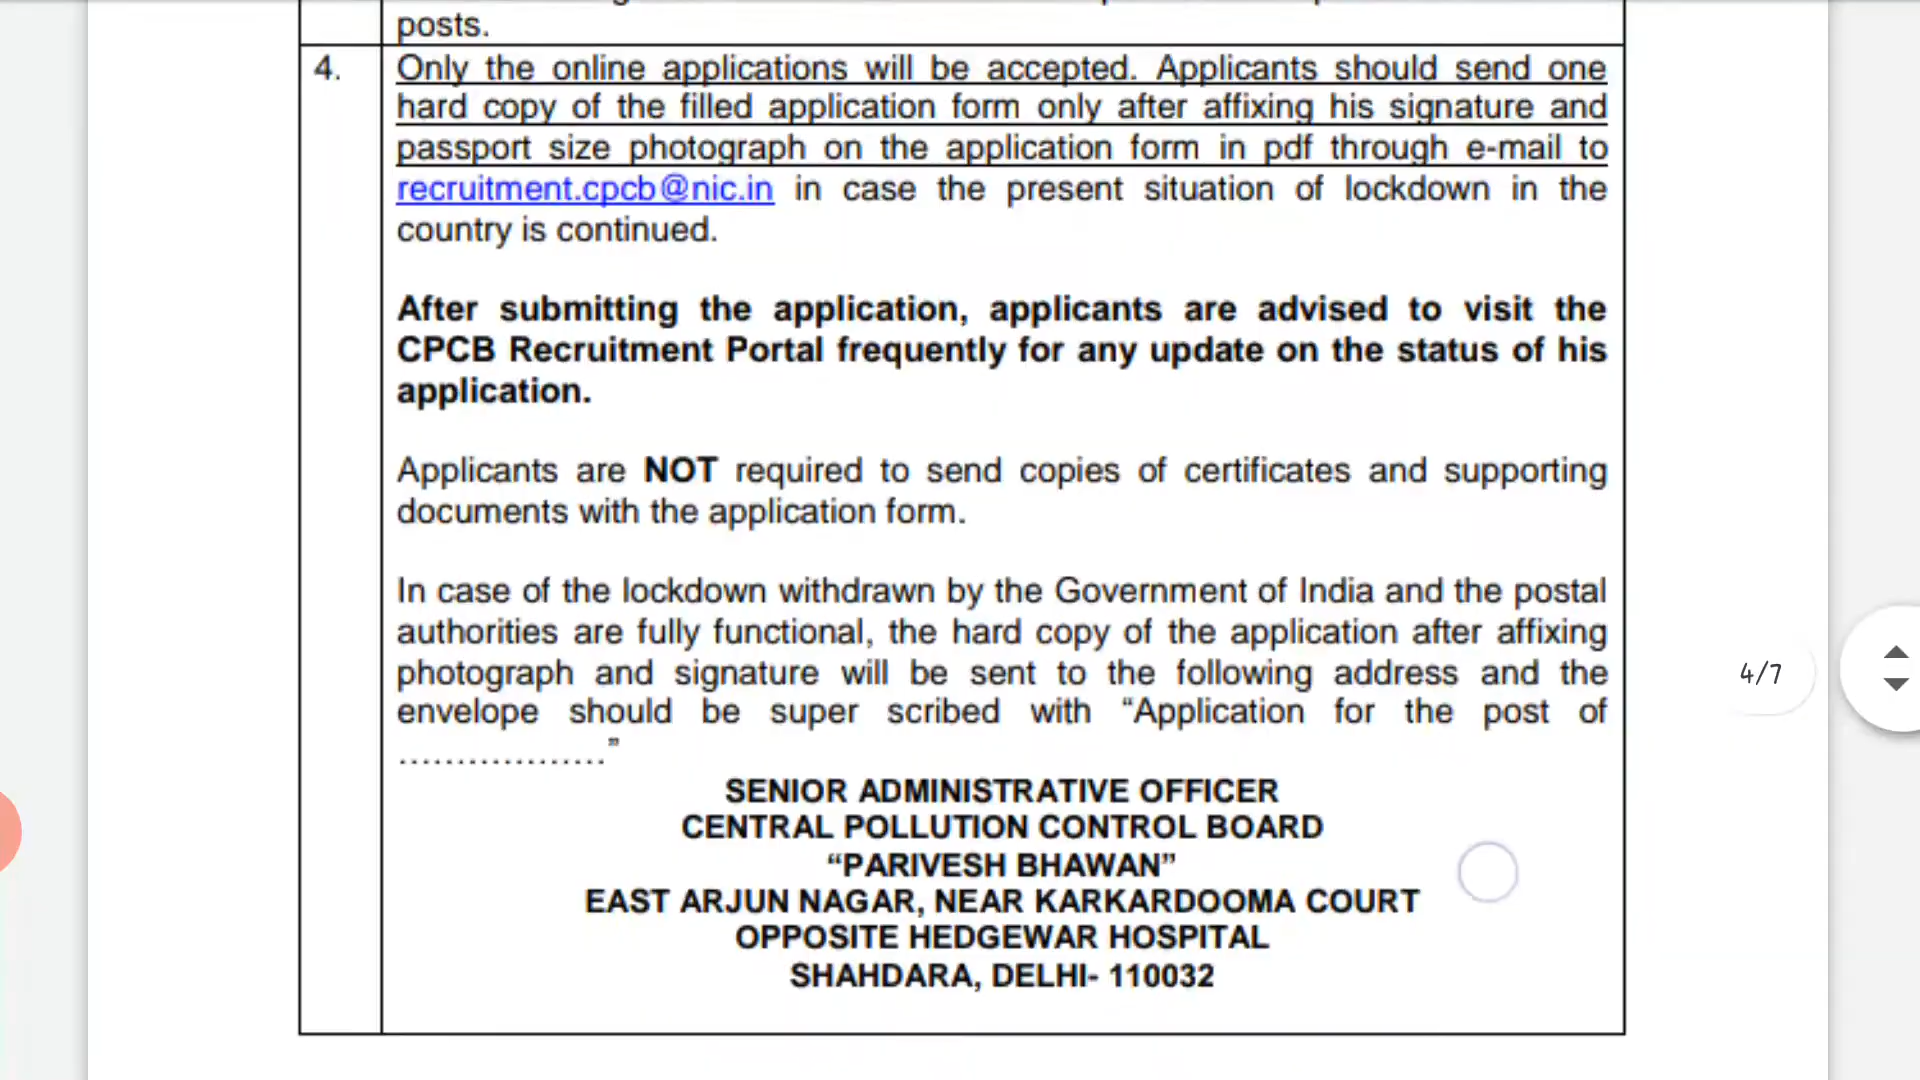 posts.
4.
Only the online applications will be accepted. Applicants should send one
hard copy of the filled application form only after affixing his signature and
passport size photograph on the application form in pdf through e-mail to
recruitment.cpcb@nic.in in case the present situation of lockdown in the
country is continued.
After submitting the application, applicants are advised to visit the
CPCB Recruitment Portal frequently for any update on the status of his
application.
Applicants are NOT required to send copies of certificates and supporting
documents with the application form.
In case of the lockdown withdrawn by the Government of India and the postal
authorities are fully functional, the hard copy of the application after affixing
photograph and signature will be sent to the following address and the
envelope should be super scribed with “Application for the post of
………………”
SENIOR ADMINISTRATIVE OFFICER
CENTRAL POLLUTION CONTROL BOARD
“PARIVESH BHAWAN”
EAST ARJUN NAGAR, NEAR KARKARDOOMA COURT
OPPOSITE HEDGEWAR HOSPITAL
SHAHDARA, DELHI- 110032
4/7